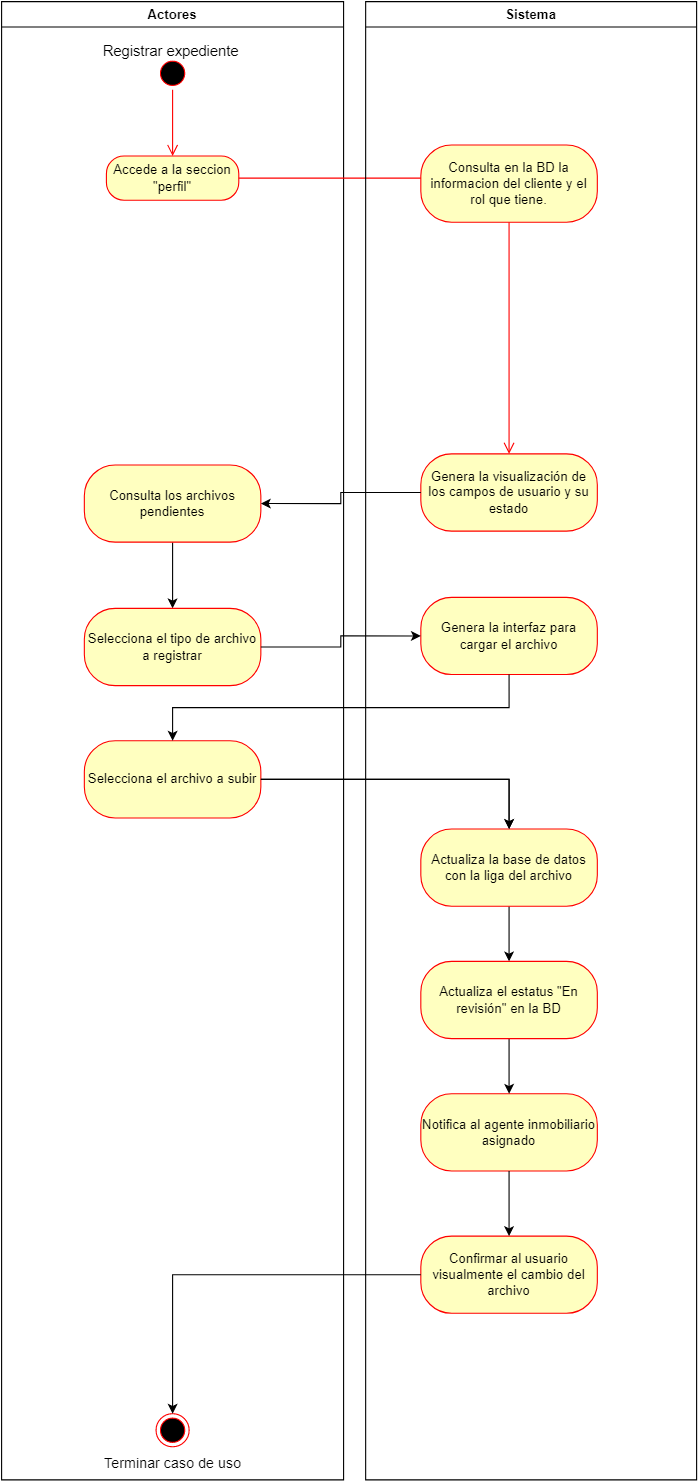 Actores
Sistema
Registrar expediente
Accede a la seccion
"perfil"
Consulta en la BD la
informacion del cliente y el
rol que tiene.
Genera la visualización de
los campos de usuario y su
estado
Consulta los archivos
pendientes
Selecciona el tipo de archivo
a registrar
Genera la interfaz para
cargar el archivo
Selecciona el archivo a subir
Actualiza la base de datos
con la liga del archivo
Actualiza el estatus "En
revisión" en la BD
Notifica al agente inmobiliario
asignado
Confirmar al usuario
visualmente el cambio del
archivo
Terminar caso de uso